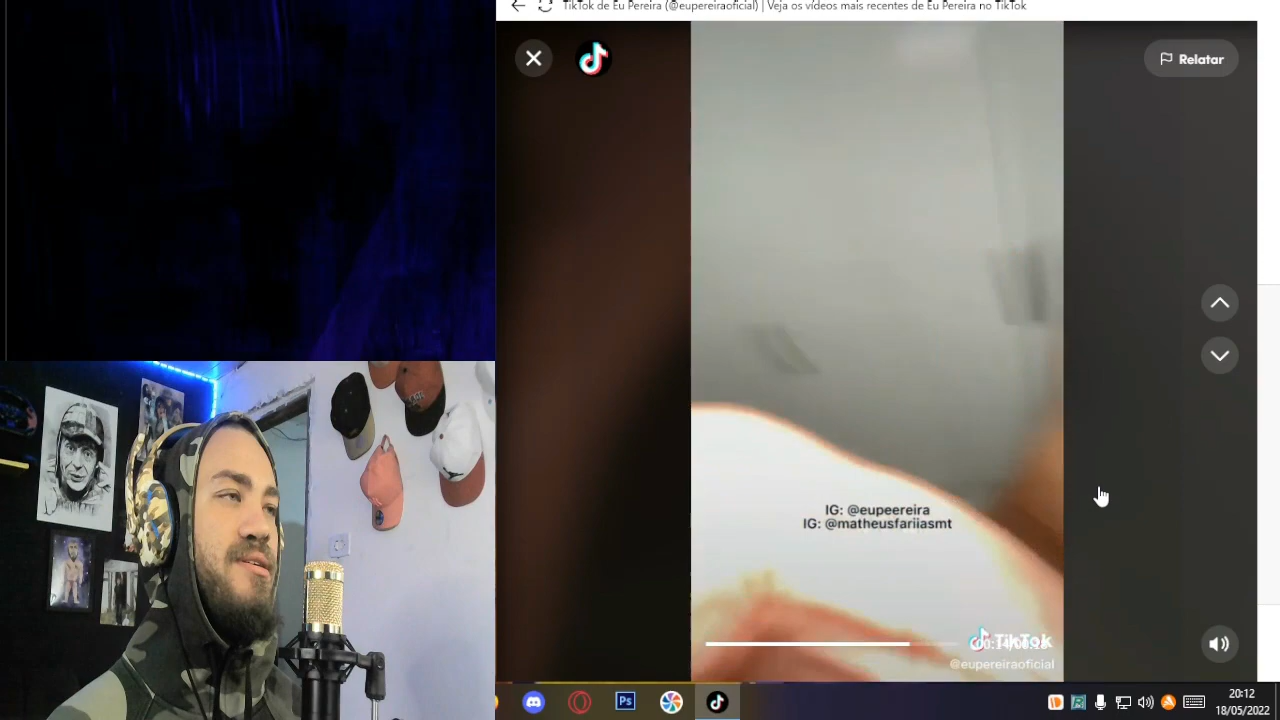 TikTok de Eu Pereira (@eupereiraoficial) | Veja os vídeos mais recentes de Eu Pereira no TikTok
Relatar
IG: @eupeereira
IG: @matheusfariiasmt
TikTok
@eupereiraoficial
Ps
20:12
18/05/2022